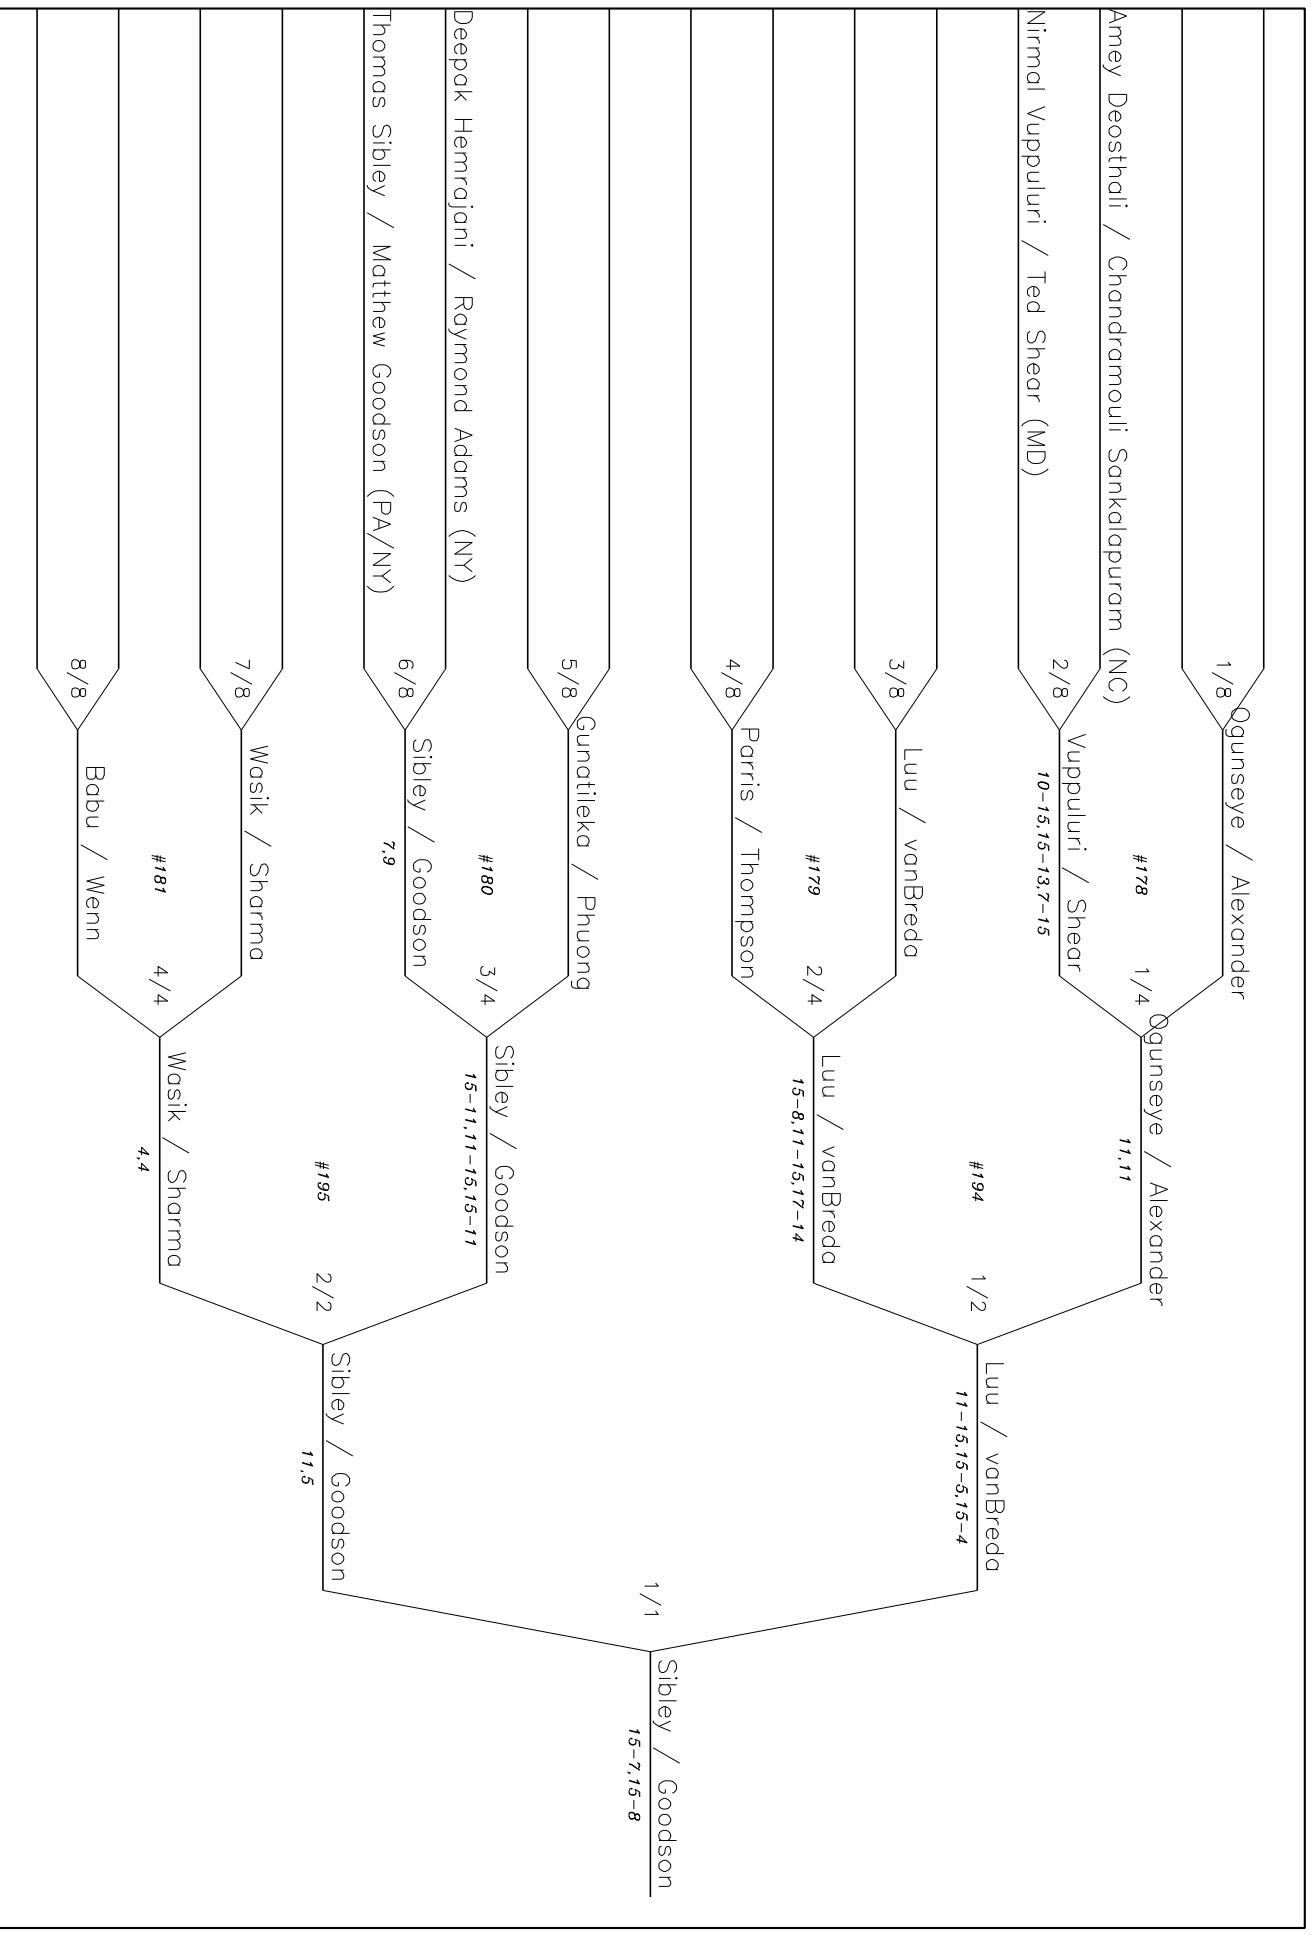 Amey Deosthali / Chandramouli Sankalapuram (NC)
Nirmal Vuppuluri / Ted Shear (MD)
Deepak Hemrajani / Raymond Adams (NY)
Thomas Sibley / Matthew Goodson (PA/NY)
1/8
2/8
3/8
4/8
5/8
6/8
7/8
8/8
Ogunseye / Alexander
#178
Vuppuluri / Shear
10-15,15-13,7-15
Luu / vanBreda
#179
Parris / Thompson
Gunatileka / Phuong
#180
Sibley / Goodson
7,9
Wasik / Sharma
#181
Babu / Wenn
1/4
2/4
3/4
4/4
Ogunseye / Alexander
11,11
#194
Luu / vanBreda
15-8,11-15,17-14
Sibley / Goodson
15-11,11-15,15-11
#195
Wasik / Sharma
4,4
1/2
2/2
Luu / vanBreda
11-15,15-5,15-4
Sibley / Goodson
11,5
1/1
Sibley / Goodson
15-7,15-8